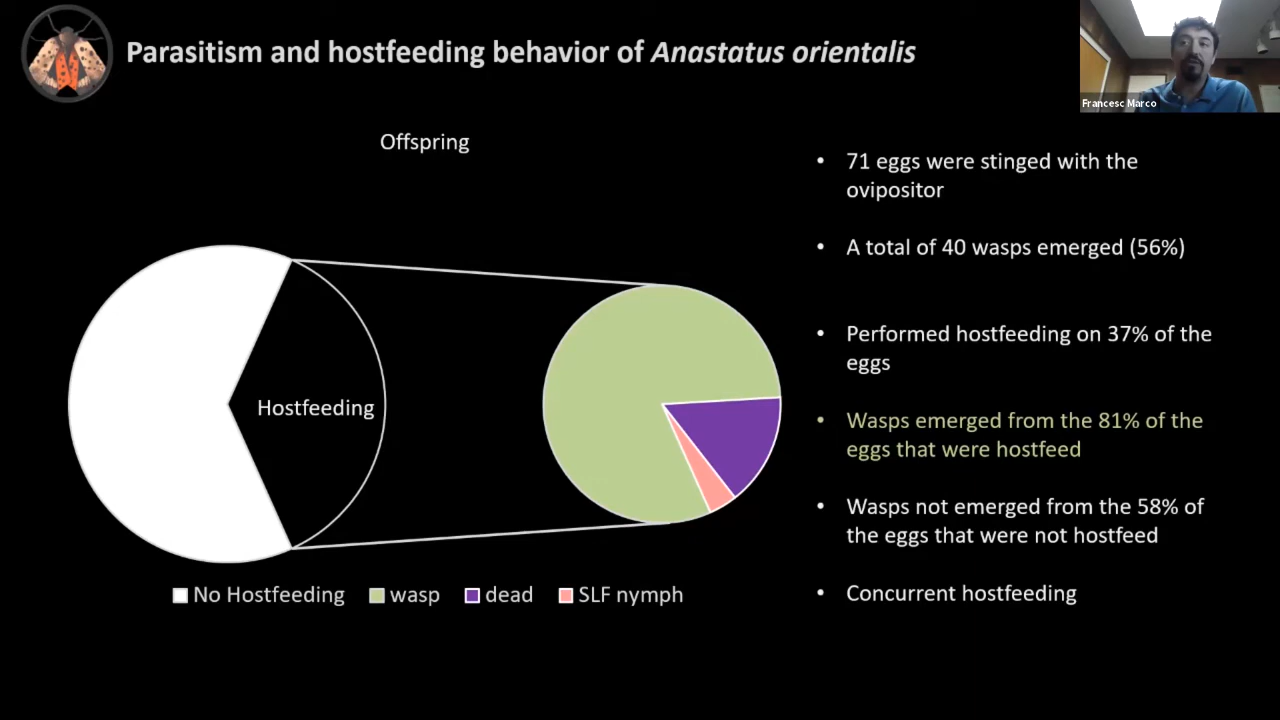 Parasitism and hostfeeding behavior of Anastatus orientalis
Francesc Marco
Offspring
Hostfeeding
No Hostfeeding wasp dead SLF nymph
• 71 eggs were stinged with the
ovipositor
• A total of 40 wasps emerged (56%)
• Performed hostfeeding on 37% of the
eggs
• Wasps emerged from the 81% of the
eggs that were hostfeed
• Wasps not emerged from the 58% of
the eggs that were not hostfeed
• Concurrent hostfeeding